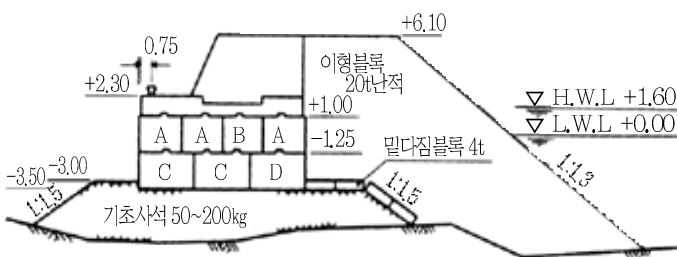 +6.10
0.75
이형블록
20t난적
+2.30
H.W.L +1.60
+1.00
L.W.L +0.00
A A B A
-1.25
밑다짐블록 4t
-3.00
-3.50
C C D
1:1.5
1:1.5
1:1.3
기초사석 50~200kg